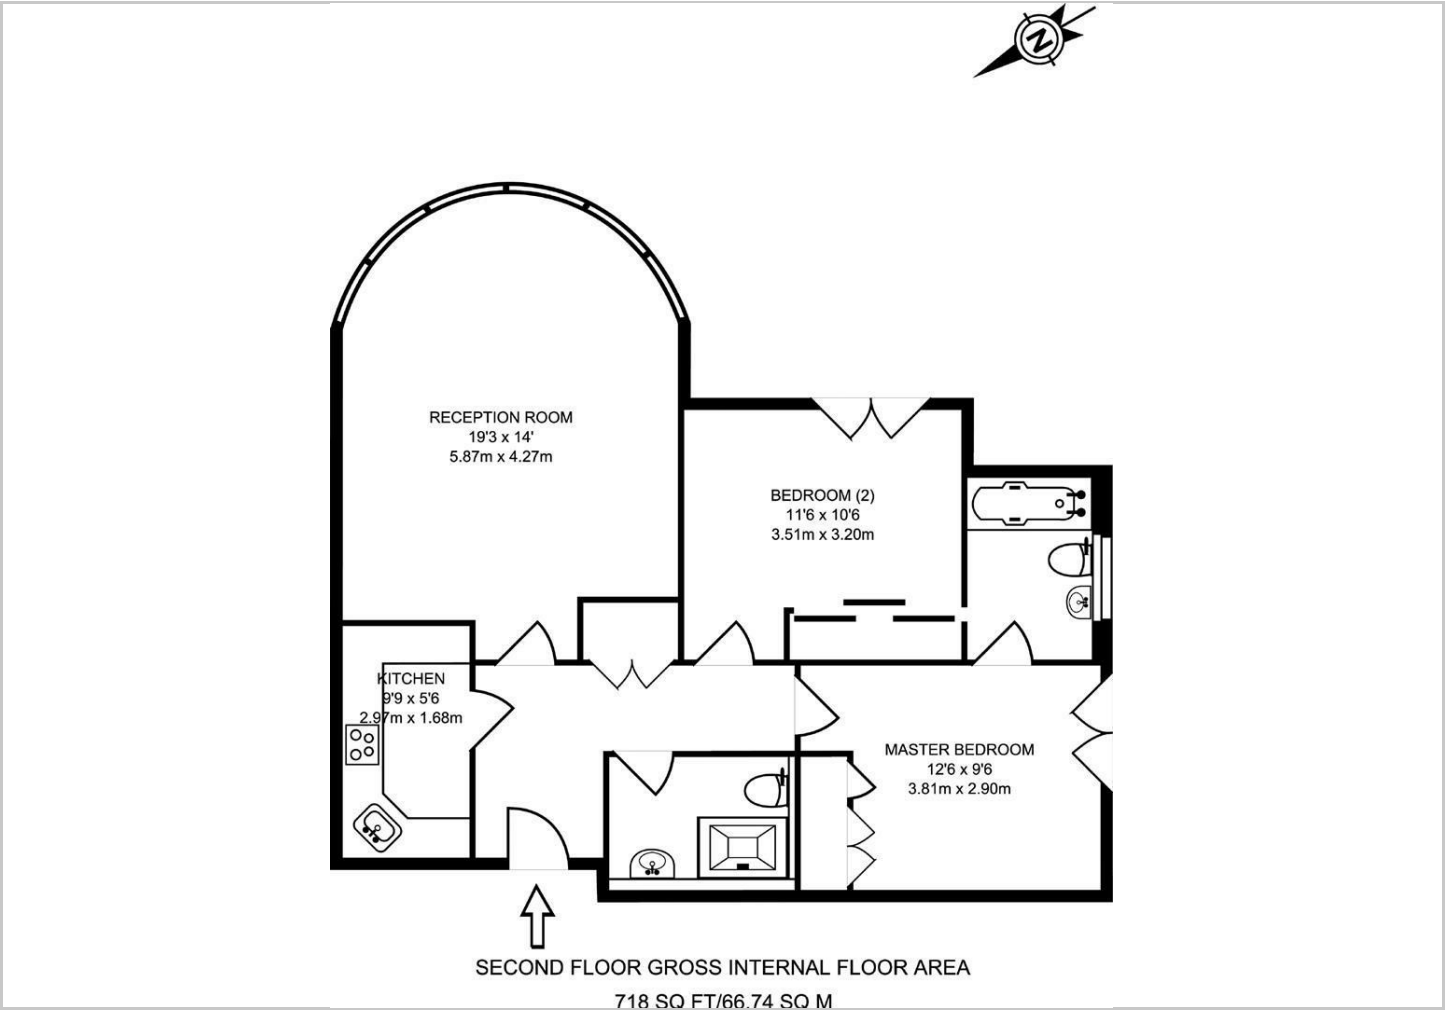 N
RECEPTION ROOM
19'3 x 14'
5.87m x 4.27m
BEDROOM (2)
11'6 x 10'6
3.51m x 3.20m
KITCHEN
9'9 x 5'6
2.97m x 1.68m
MASTER BEDROOM
12'6 x 9'6
3.81m x 2.90m
SECOND FLOOR GROSS INTERNAL FLOOR AREA
718 SQ FT/66.74 SQ M